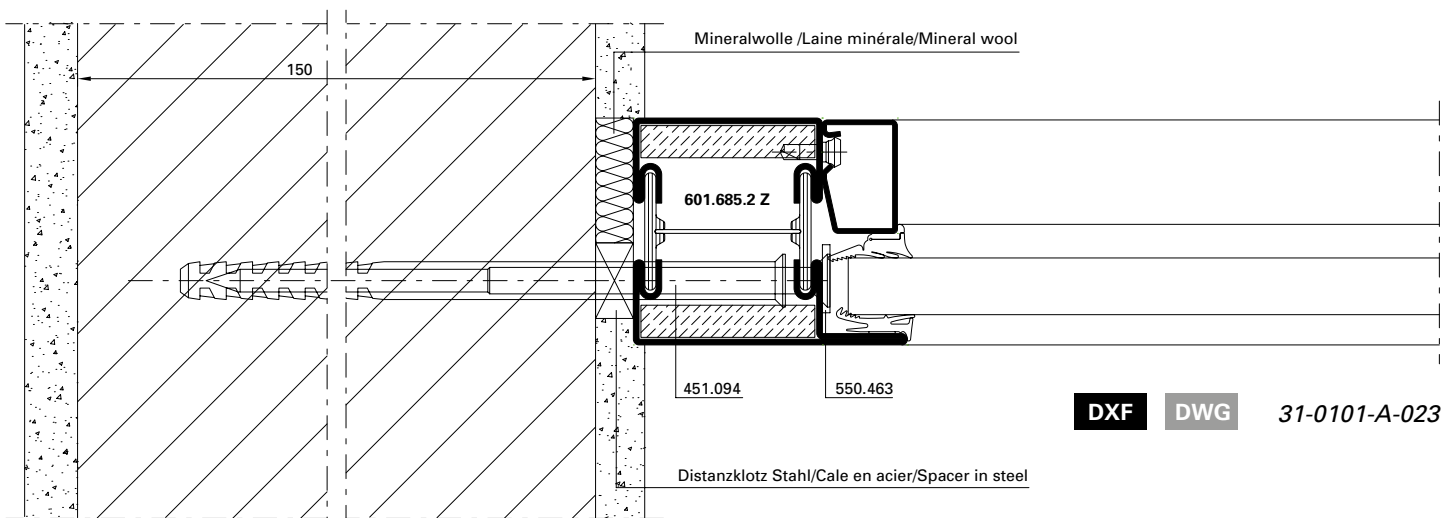 Mineralwolle /Laine minérale/Mineral wool
150
601.685.2 Z
451.094
550.463
DXF DWG 31-0101-A-023
Distanzklotz Stahl/Cale en acier/Spacer in steel